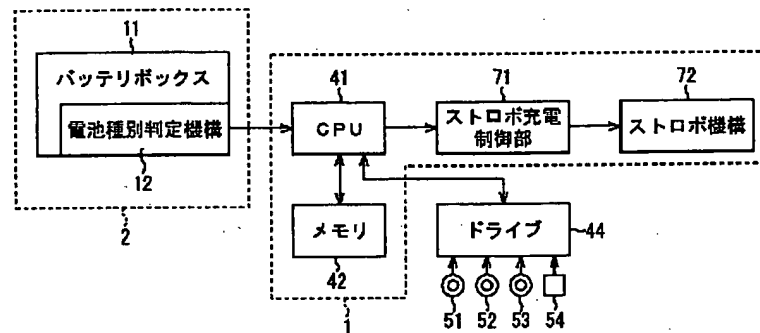 11
バッテリボックス
電池種別判定機構
12
2
41
CPU
71
ストロボ充電
制御部
72
ストロボ機構
メモリ
42
1
ドライブ
44
51
52
53
54